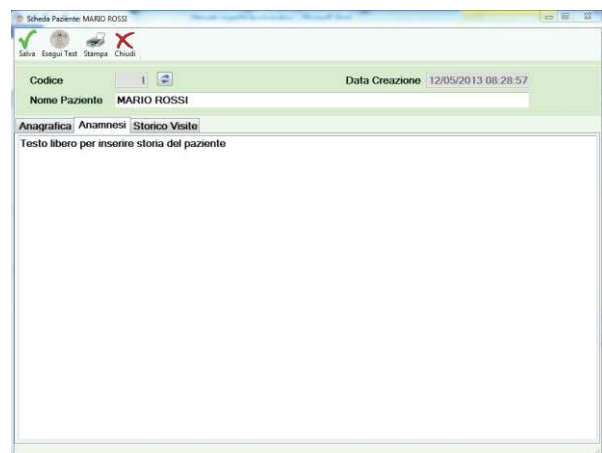 Scheda Paziente: MARIO ROSSI
Salva Esegui Test Stampa Chiudi
Codice 1 Data Creazione 12/05/2013 08:28:57
Nome Paziente MARIO ROSSI
Anagrafica Anamnesi Storico Visite
Testo libero per inserire storia del paziente